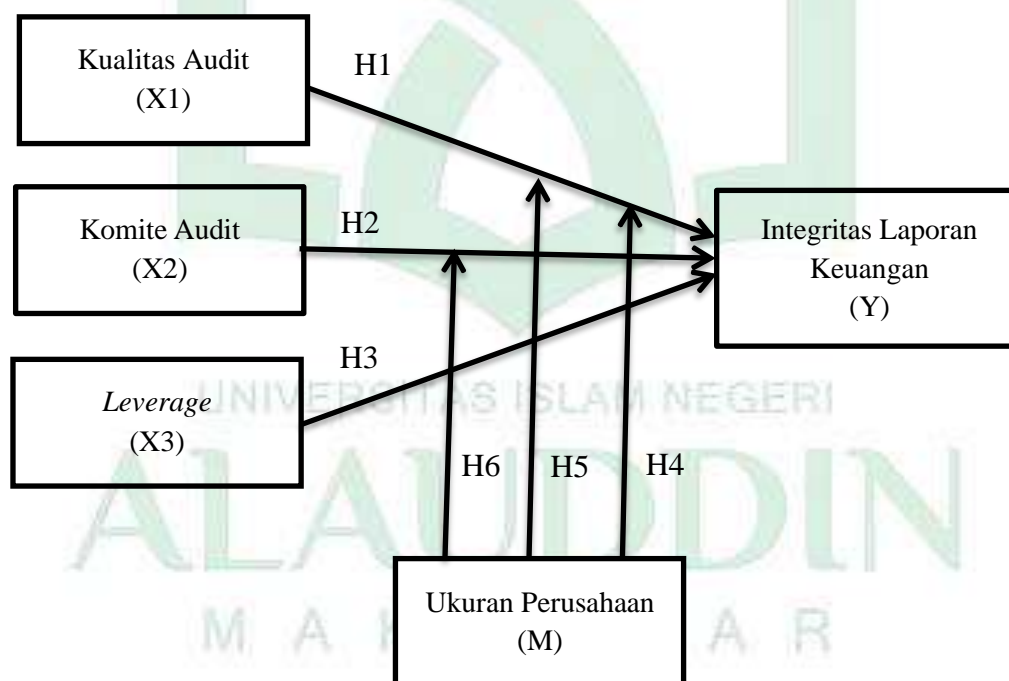 Kualitas Audit
(X1)
H1
Komite Audit
(X2)
H2
Integritas Laporan
Keuangan
(Y)
H3
Leverage
(X3)
UNIVERSITAS ISLAM NEGERI
H6
H5
H4
ALAUDDIN
Ukuran Perusahaan
(M)